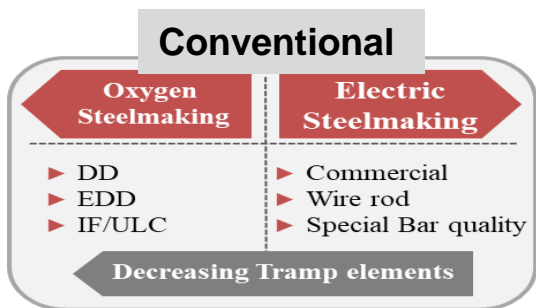 Conventional
Oxygen
Steelmaking
Electric
Steelmaking
DD
EDD
IF/ULC
Commercial
Wire rod
Special Bar quality
Decreasing Tramp elements